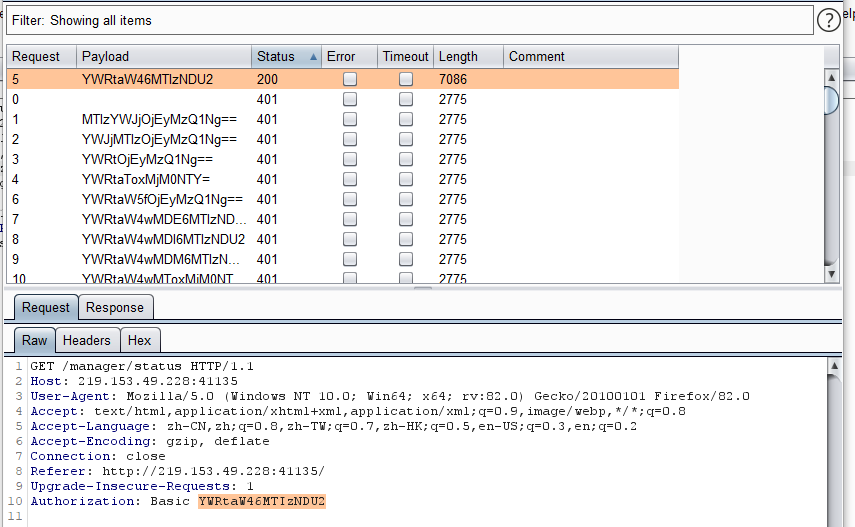 elp
Filter: Showing all items
?
Request Payload Status Error Timeout Length Comment
5 YWRtaW46MTIzNDU2 200 7086
0 401 2775
1 MTIzYWJjOjEyMzQ1Ng== 401 2775
2 YWJjMTIzOjEyMzQ1Ng== 401 2775
3 YWRtOjEyMzQ1Ng== 401 2775
4 YWRtaToxMjM0NTY= 401 2775
6 YWRtaW5fOjEyMzQ1Ng== 401 2775
7 YWRtaW4wMDE6MTIzND... 401 2775
8 YWRtaW4wMDI6MTIzNDU2 401 2775
9 YWRtaW4wMDM6MTIzN... 401 2775
10 YWRtaW4wMToxMjM0NT 401 2775
Request Response
Raw Headers Hex
1 GET /manager/status HTTP/1.1
2 Host: 219.153.49.228:41135
3 User-Agent: Mozilla/5.0 (Windows NT 10.0; Win64; x64; rv:82.0) Gecko/20100101 Firefox/82.0
4 Accept: text/html,application/xhtml+xml,application/xml;q=0.9,image/webp,*/*;q=0.8
5 Accept-Language: zh-CN,zh;q=0.8,zh-TW;q=0.7,zh-HK;q=0.5,en-US;q=0.3,en;q=0.2
6 Accept-Encoding: gzip, deflate
7 Connection: close
8 Referer: http://219.153.49.228:41135/
9 Upgrade-Insecure-Requests: 1
10 Authorization: Basic YWRtaW46MTIzNDU2
11